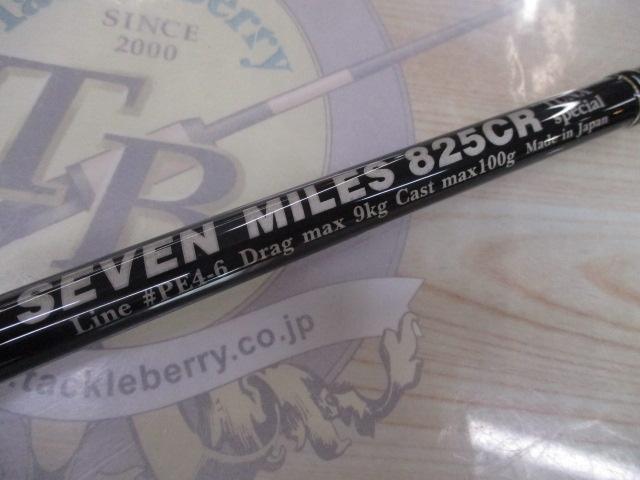 SINCE
2000
TB
SEVEN MILES 825CR special
Line #PE4-6 Drag max 9kg Cast max100g Made in Japan
.tackleberry.co.jp